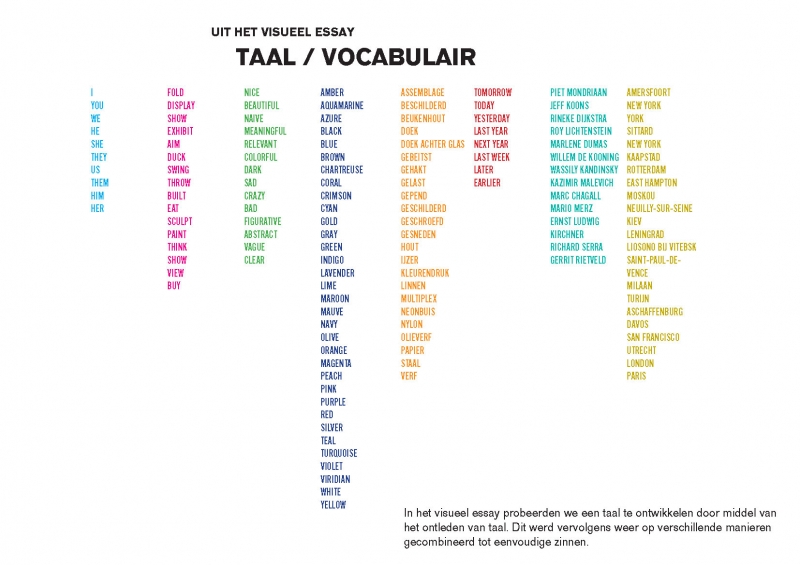 UIT HET VISUEEL ESSAY
TAAL / VOCABULAIR
I
YOU
WE
HE
SHE
THEY
US
THEM
HIM
HER
FOLD
DISPLAY
SHOW
EXHIBIT
AIM
DUCK
SWING
THROW
BUILT
EAT
SCULPT
PAINT
THINK
SHOW
VIEW
BUY
NICE
BEAUTIFUL
NAIVE
MEANINGFUL
RELEVANT
COLORFUL
DARK
SAD
CRAZY
BAD
FIGURATIVE
ABSTRACT
VAGUE
CLEAR
AMBER
AQUAMARINE
AZURE
BLACK
BLUE
BROWN
CHARTREUSE
CORAL
CRIMSON
CYAN
GOLD
GRAY
GREEN
INDIGO
LAVENDER
LIME
MAROON
MAUVE
NAVY
OLIVE
ORANGE
MAGENTA
PEACH
PINK
PURPLE
RED
SILVER
TEAL
TURQUOISE
VIOLET
VIRIDIAN
WHITE
YELLOW
ASSEMBLAGE
BESCHILDERD
BEUKENHOUT
DOEK
DOEK ACHTER GLAS
GEBEITST
GEHAKT
GELAST
GEPEND
GESCHILDERD
GESCHROEFD
GESNEDEN
HOUT
IJZER
KLEURENDRUK
LINNEN
MULTIPLEX
NEONBUIS
NYLON
OLIEVERF
PAPIER
STAAL
VERF
TOMORROW
TODAY
YESTERDAY
LAST YEAR
NEXT YEAR
LAST WEEK
LATER
EARLIER
PIET MONDRIAAN
JEFF KOONS
RINEKE DIJKSTRA
ROY LICHTENSTEIN
MARLENE DUMAS
WILLEM DE KOONING
WASSILY KANDINSKY
KAZIMIR MALEVICH
MARC CHAGALL
MARIO MERZ
ERNST LUDWIG
KIRCHNER
RICHARD SERRA
GERRIT RIETVELD
AMERSFOORT
NEW YORK
YORK
SITTARD
NEW YORK
KAAPSTAD
ROTTERDAM
EAST HAMPTON
MOSKOU
NEUILLY-SUR-SEINE
KIEV
LENINGRAD
LIOSONO BIJ VITEBSK
SAINT-PAUL-DE-
VENCE
MILAAN
TURIJN
ASCHAFFENBURG
DAVOS
SAN FRANCISCO
UTRECHT
LONDON
PARIS
In het visueel essay probeerden we een taal te ontwikkelen door middel van
het ontleden van taal. Dit werd vervolgens weer op verschillende manieren
gecombineerd tot eenvoudige zinnen.